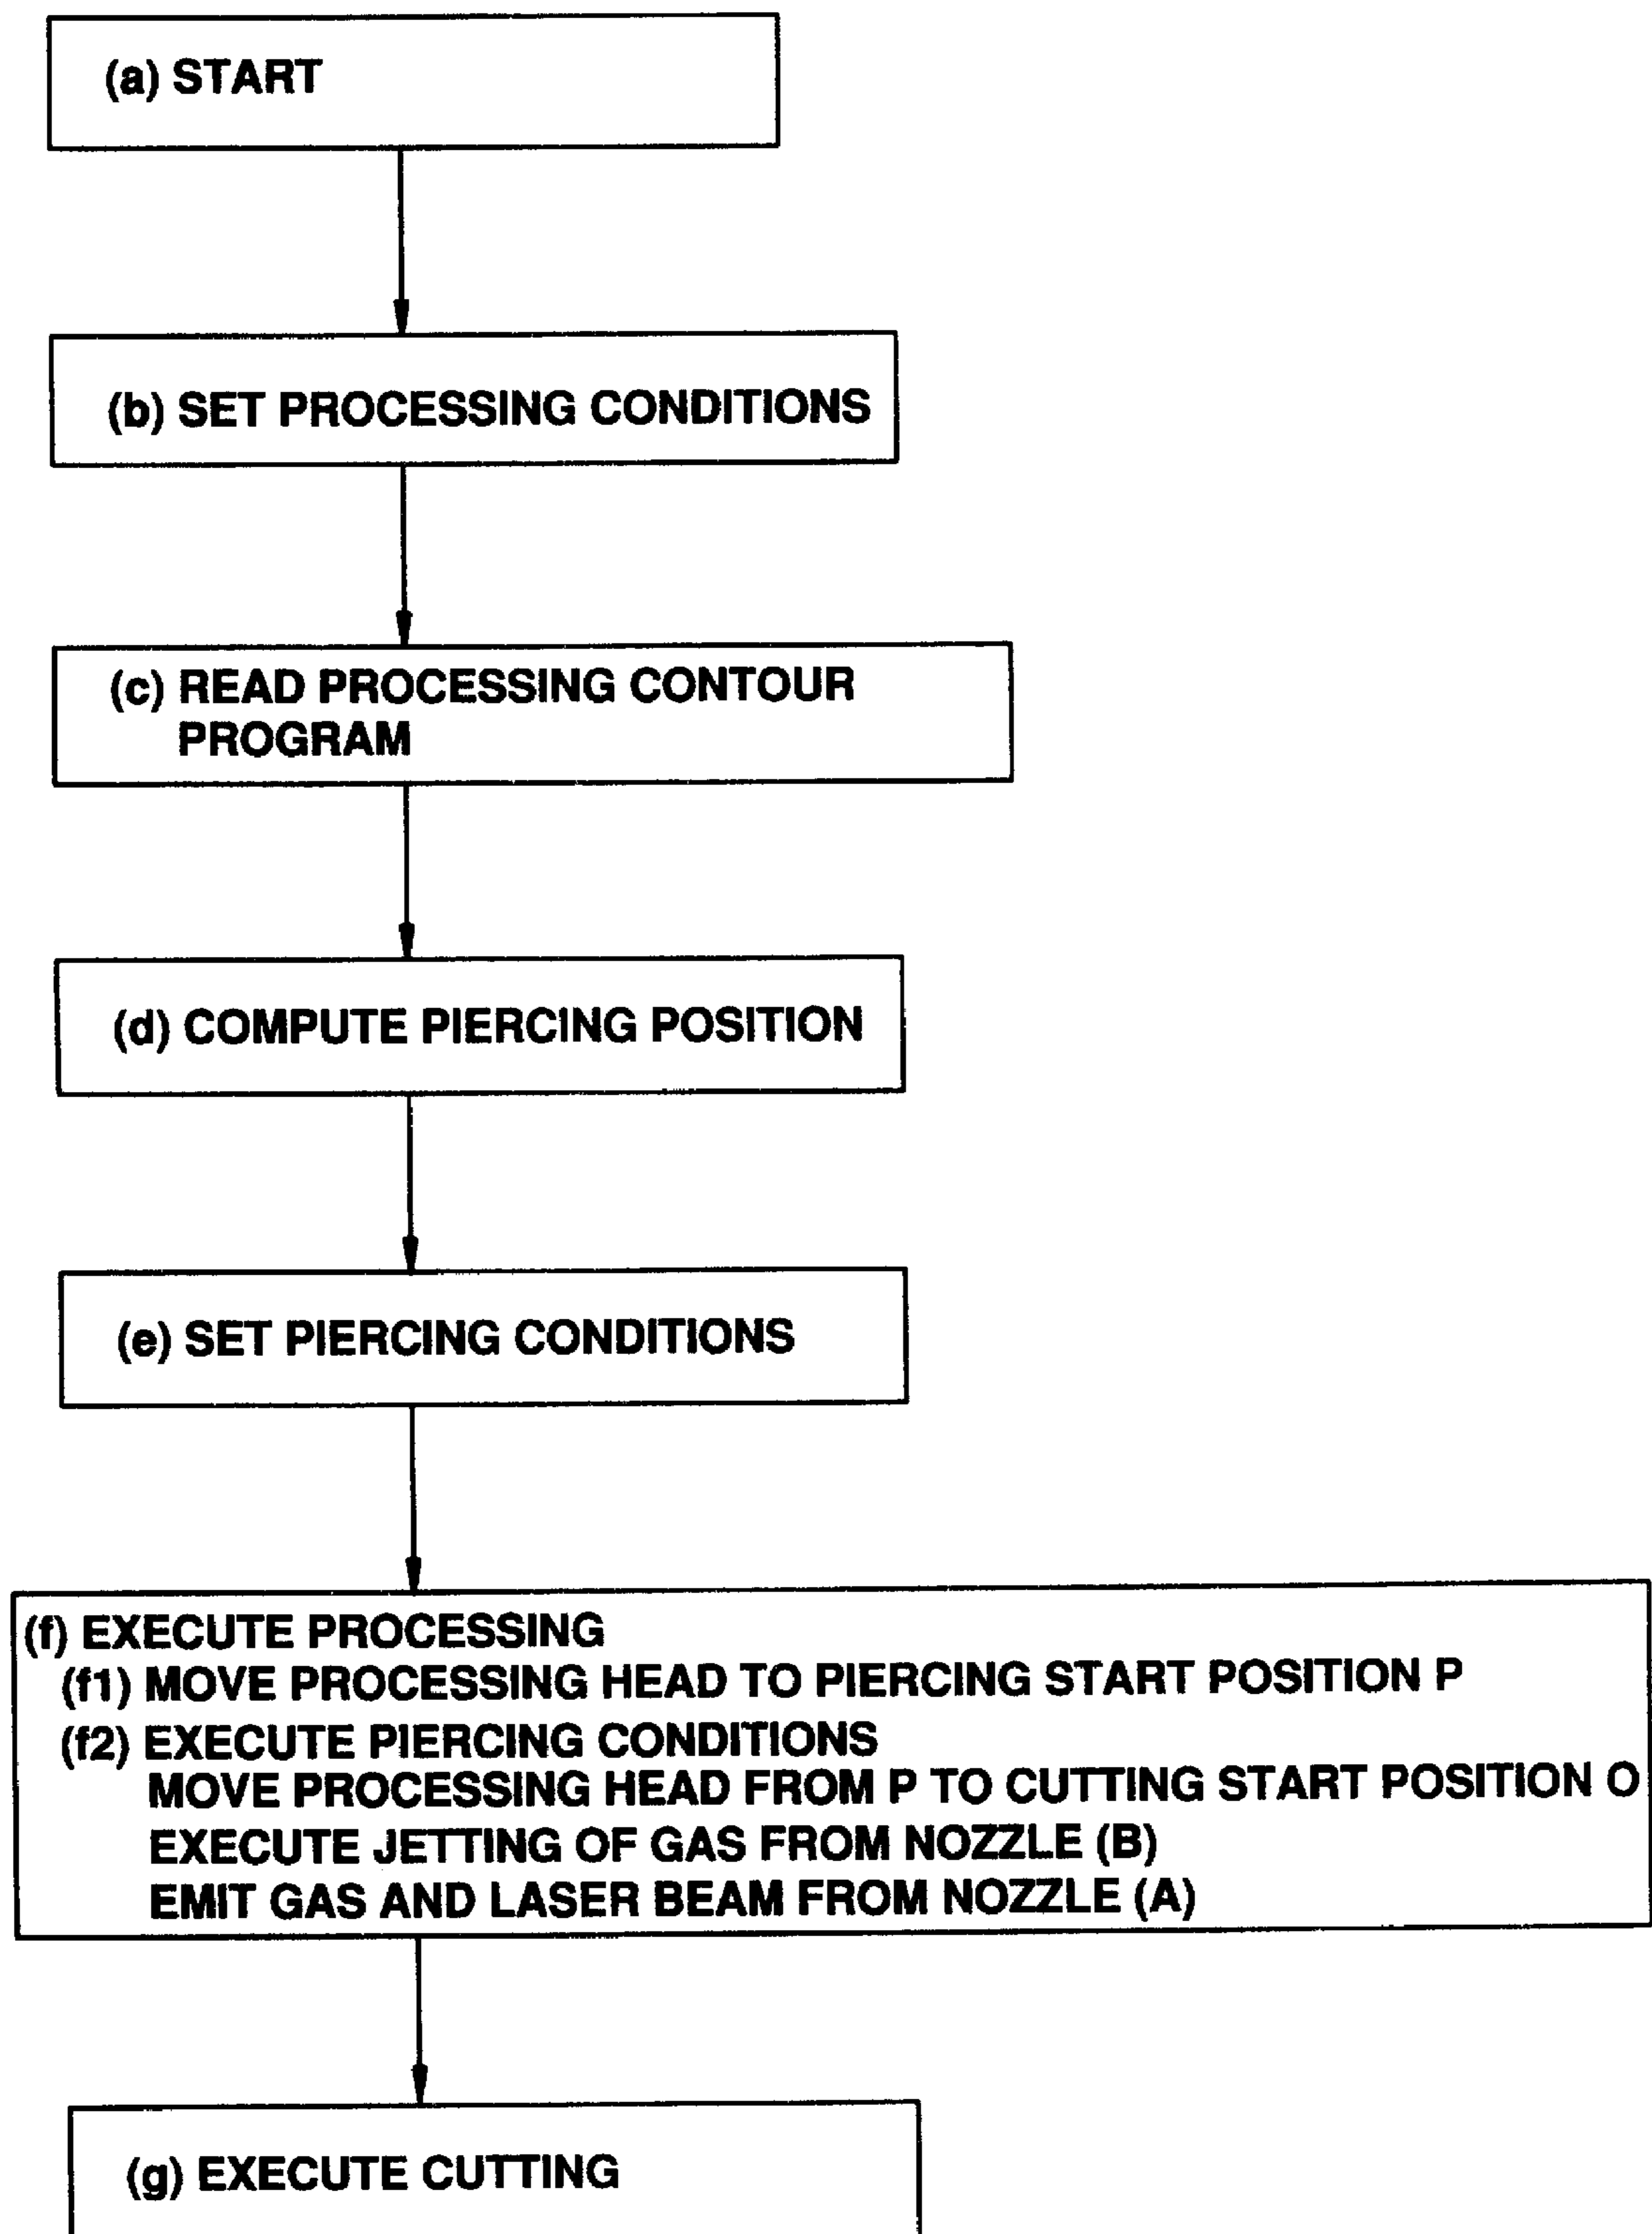 (a) START
(b) SET PROCESSING CONDITIONS
(c) READ PROCESSING CONTOUR
PROGRAM
(d) COMPUTE PIERCING POSITION
(e) SET PIERCING CONDITIONS
(f) EXECUTE PROCESSING
(f1) MOVE PROCESSING HEAD TO PIERCING START POSITION P
(f2) EXECUTE PIERCING CONDITIONS
MOVE PROCESSING HEAD FROM P TO CUTTING START POSITION O
EXECUTE JETTING OF GAS FROM NOZZLE (B)
EMIT GAS AND LASER BEAM FROM NOZZLE (A)
(g) EXECUTE CUTTING